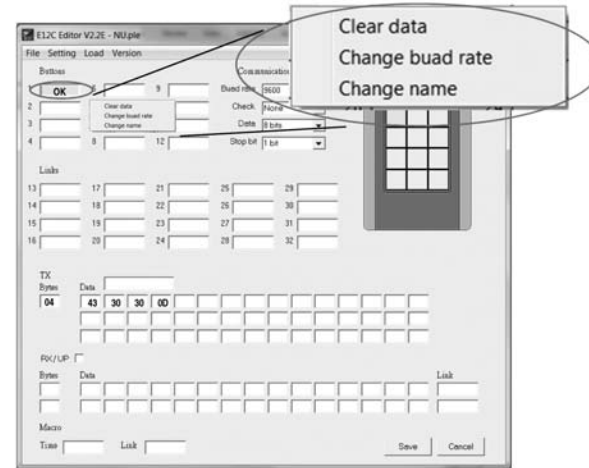 E12C Editor V2.2E - NU.ple
File Setting Load Version
Clear data
Change buad rate
Change name
Buttons
1 OK 9 Buad rate 9600
2 Check None
3 Data 8 bits
4 8 12 Stop bit 1 bit
Clear data
Change buad rate
Change name
Links
13 17 21 25 29
14 18 22 26 30
15 19 23 27 31
16 20 24 28 32
TX
Bytes Data
04 43 30 30 0D
RX/UP
Bytes Data Link
Macro
Time Link Save Cancel